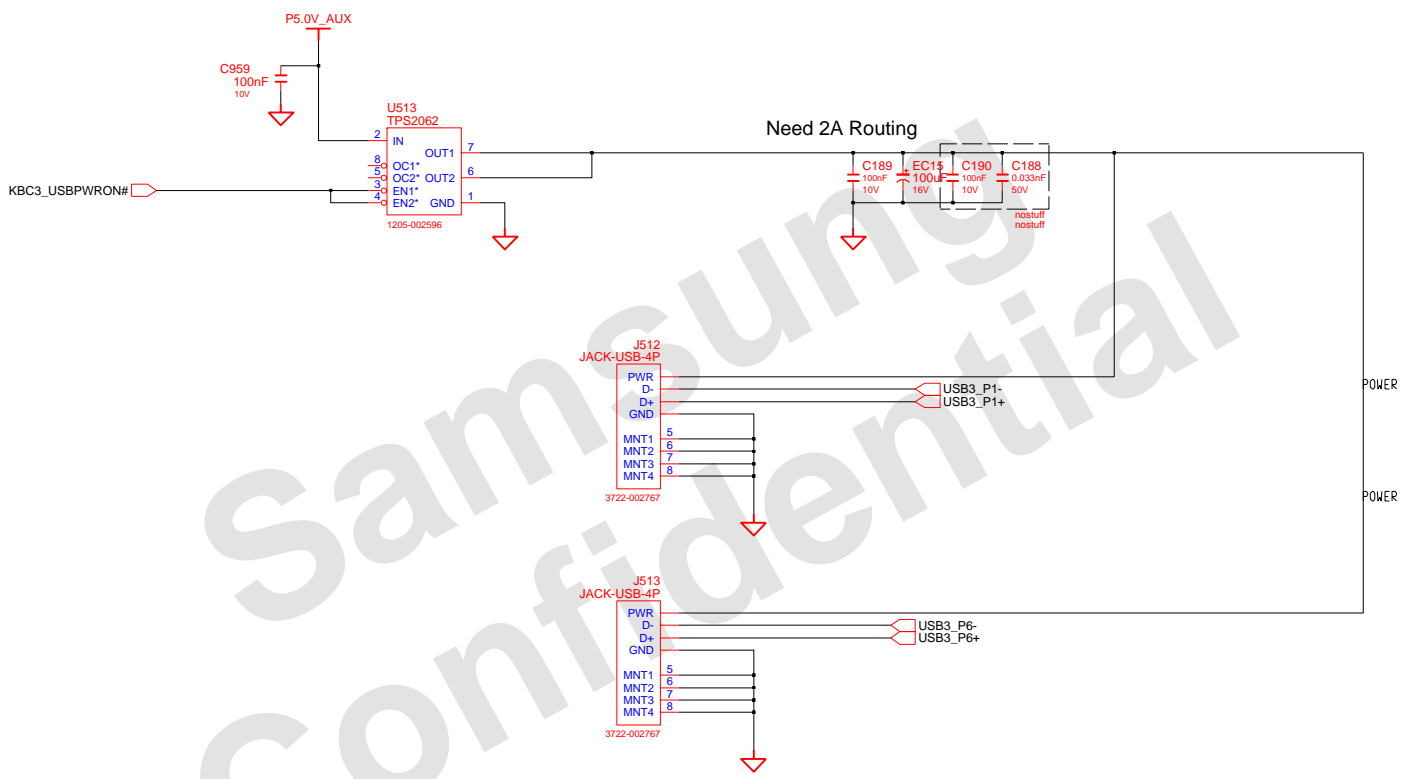 P5.0V_AUX
C959
100nF
10V
U513
TPS2062
2
IN
OUT1
7
8
OC1*
5
OC2*
OUT2
6
KBC3_USBPWRON#
3
EN1*
4
EN2*
GND
1
1205-002596
Need 2A Routing
C189
100nF
10V
EC15
100uF
16V
C190
100nF
10V
C188
0.033nF
50V
nostuff
nostuff
J512
JACK-USB-4P
PWR
D-
USB3_P1-
D+
USB3_P1+
GND
MNT1
5
MNT2
6
MNT3
7
MNT4
8
3722-002767
POWER
POWER
J513
JACK-USB-4P
PWR
D-
USB3_P6-
D+
USB3_P6+
GND
MNT1
5
MNT2
6
MNT3
7
MNT4
8
3722-002767
Samsung
Confidential